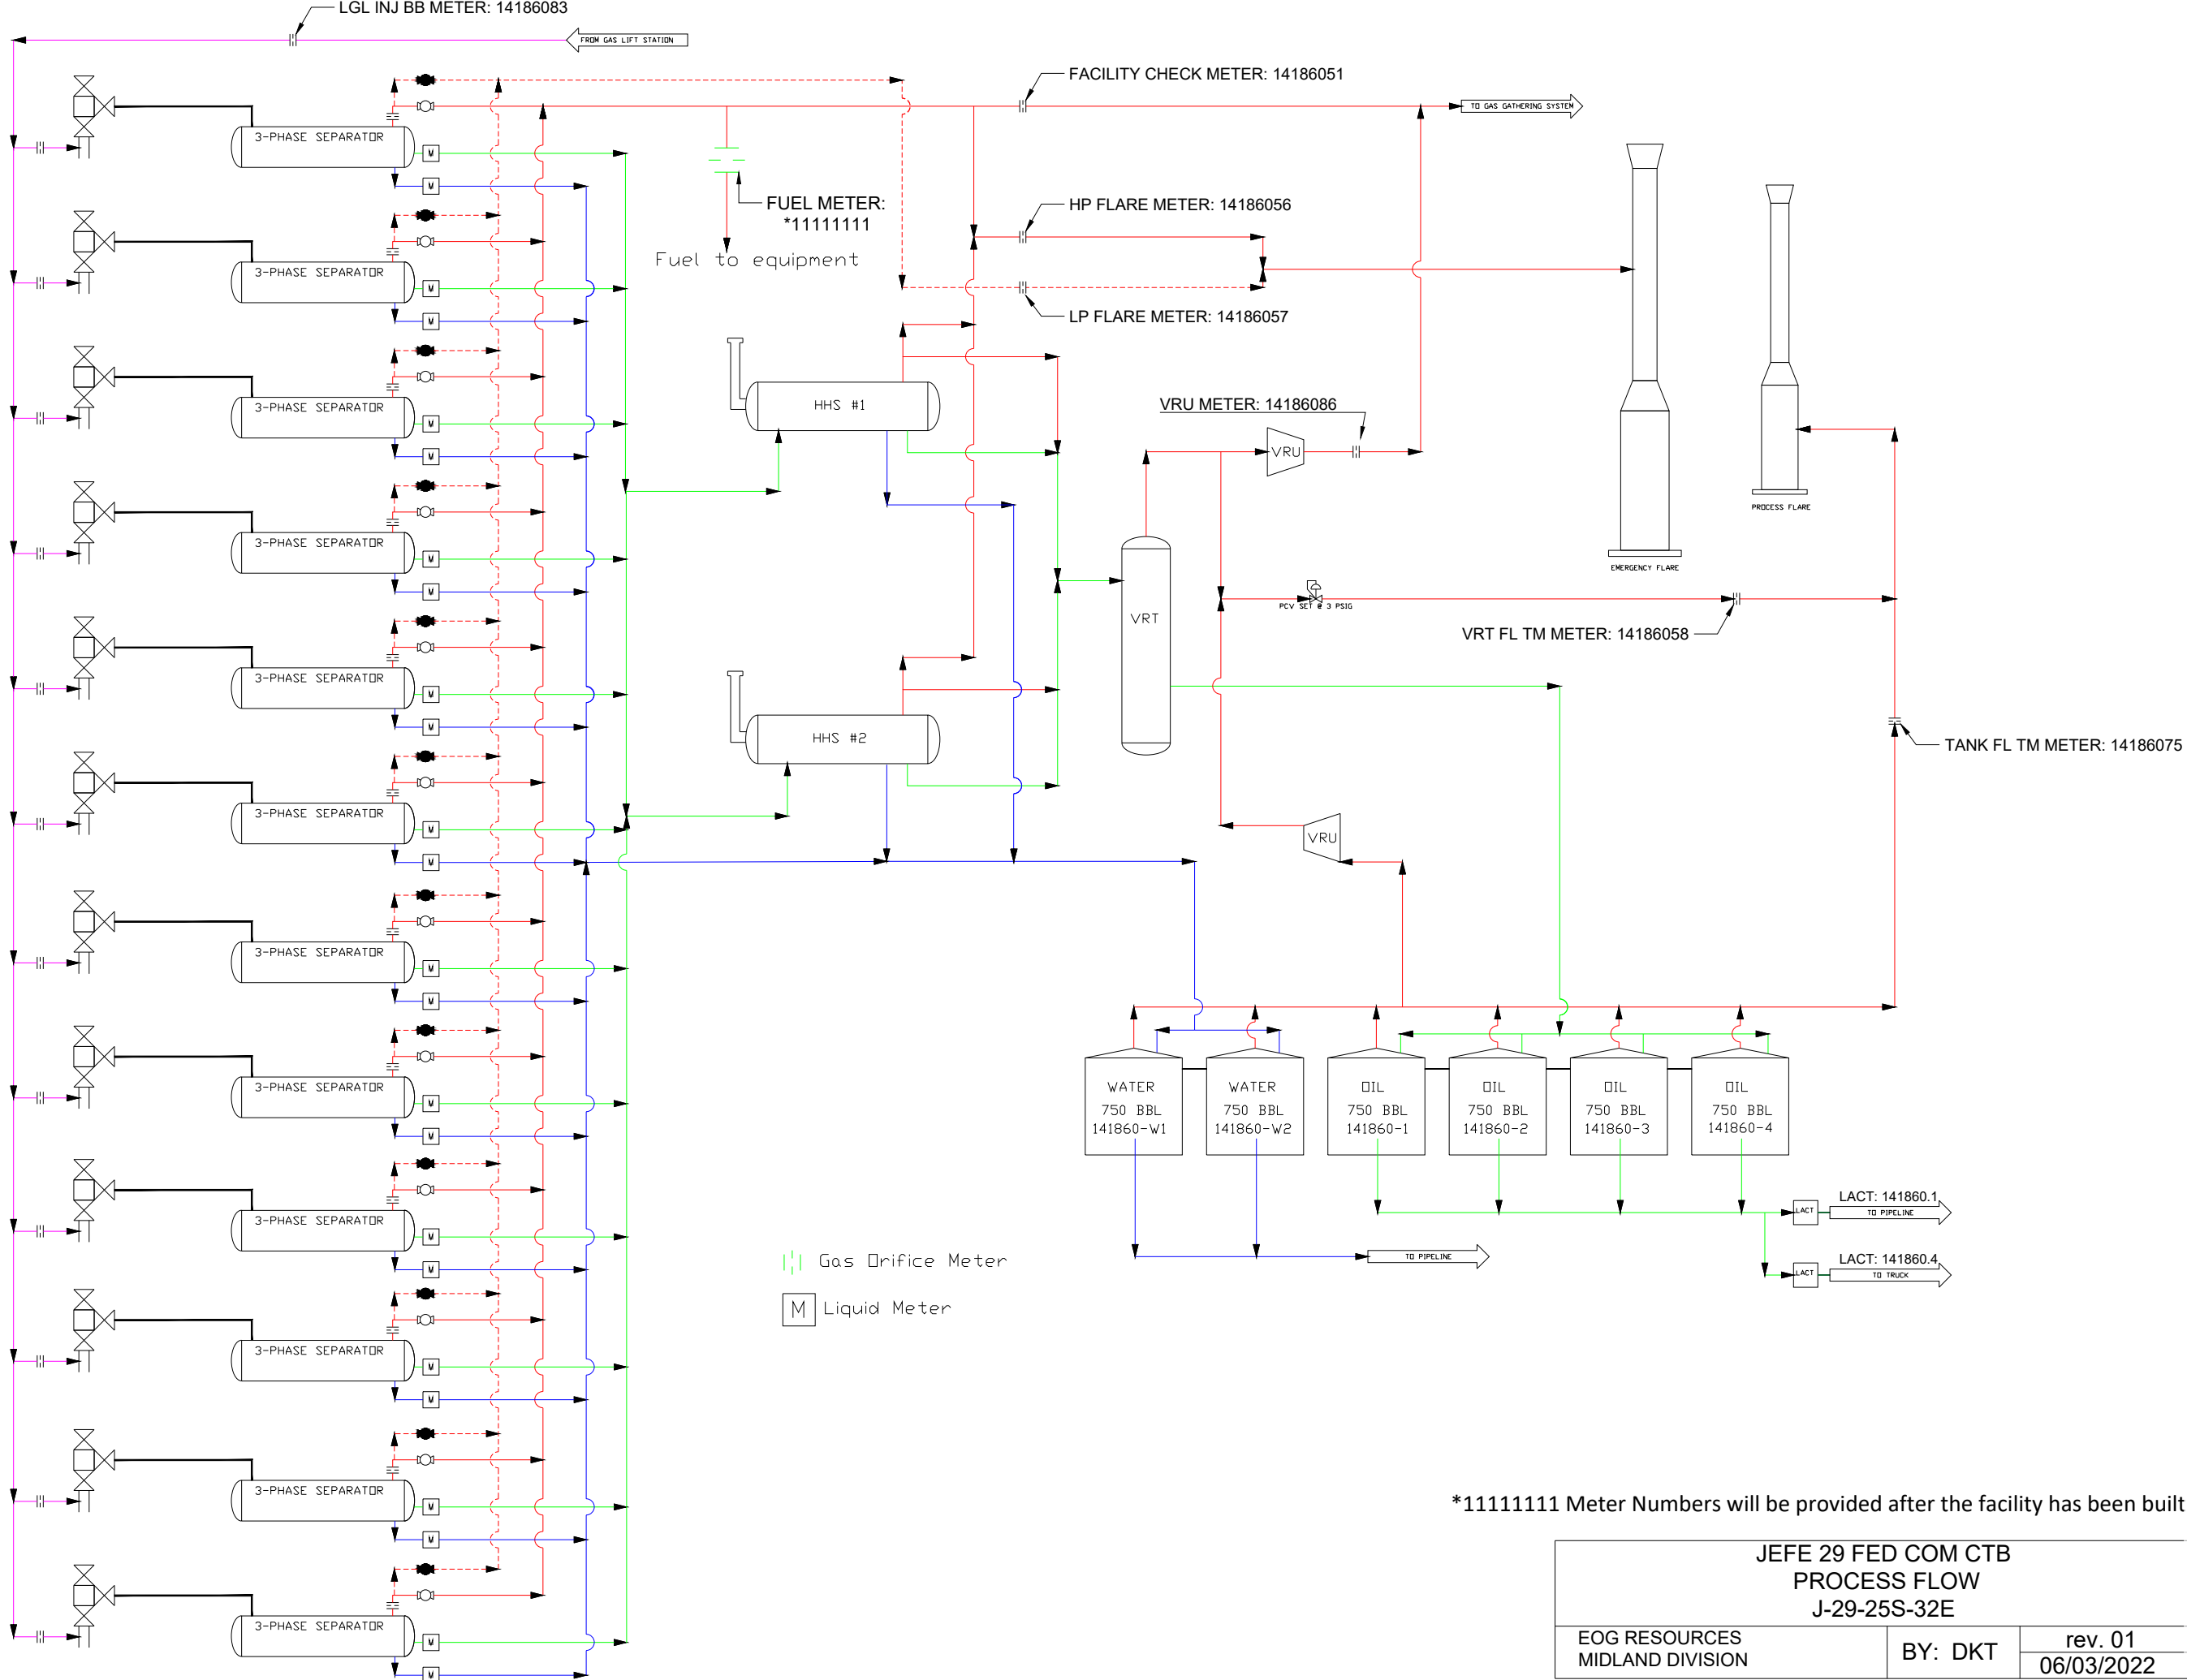 LGL INJ BB METER: 14186083
FROM GAS LIFT STATION
FACILITY CHECK METER: 14186051
TO GAS GATHERING SYSTEM
3-PHASE SEPARATOR
M
M
FUEL METER:
*11111111
Fuel to equipment
HP FLARE METER: 14186056
LP FLARE METER: 14186057
3-PHASE SEPARATOR
M
M
3-PHASE SEPARATOR
M
M
HHS #1
VRU METER: 14186086
VRU
PROCESS FLARE
EMERGENCY FLARE
3-PHASE SEPARATOR
M
M
VRT
PCV SET @ 3 PSIG
VRT FL TM METER: 14186058
3-PHASE SEPARATOR
M
M
HHS #2
TANK FL TM METER: 14186075
3-PHASE SEPARATOR
M
M
VRU
3-PHASE SEPARATOR
M
M
3-PHASE SEPARATOR
M
M
WATER
750 BBL
141860-W1
WATER
750 BBL
141860-W2
OIL
750 BBL
141860-1
OIL
750 BBL
141860-2
OIL
750 BBL
141860-3
OIL
750 BBL
141860-4
3-PHASE SEPARATOR
M
M
LACT: 141860.1
LACT
TO PIPELINE
LACT: 141860.4
LACT
TO TRUCK
TO PIPELINE
Gas Orifice Meter
M Liquid Meter
3-PHASE SEPARATOR
M
M
3-PHASE SEPARATOR
M
M
3-PHASE SEPARATOR
M
M
*11111111 Meter Numbers will be provided after the facility has been built
JEFE 29 FED COM CTB
PROCESS FLOW
J-29-25S-32E
EOG RESOURCES
MIDLAND DIVISION
BY: DKT
rev. 01
06/03/2022